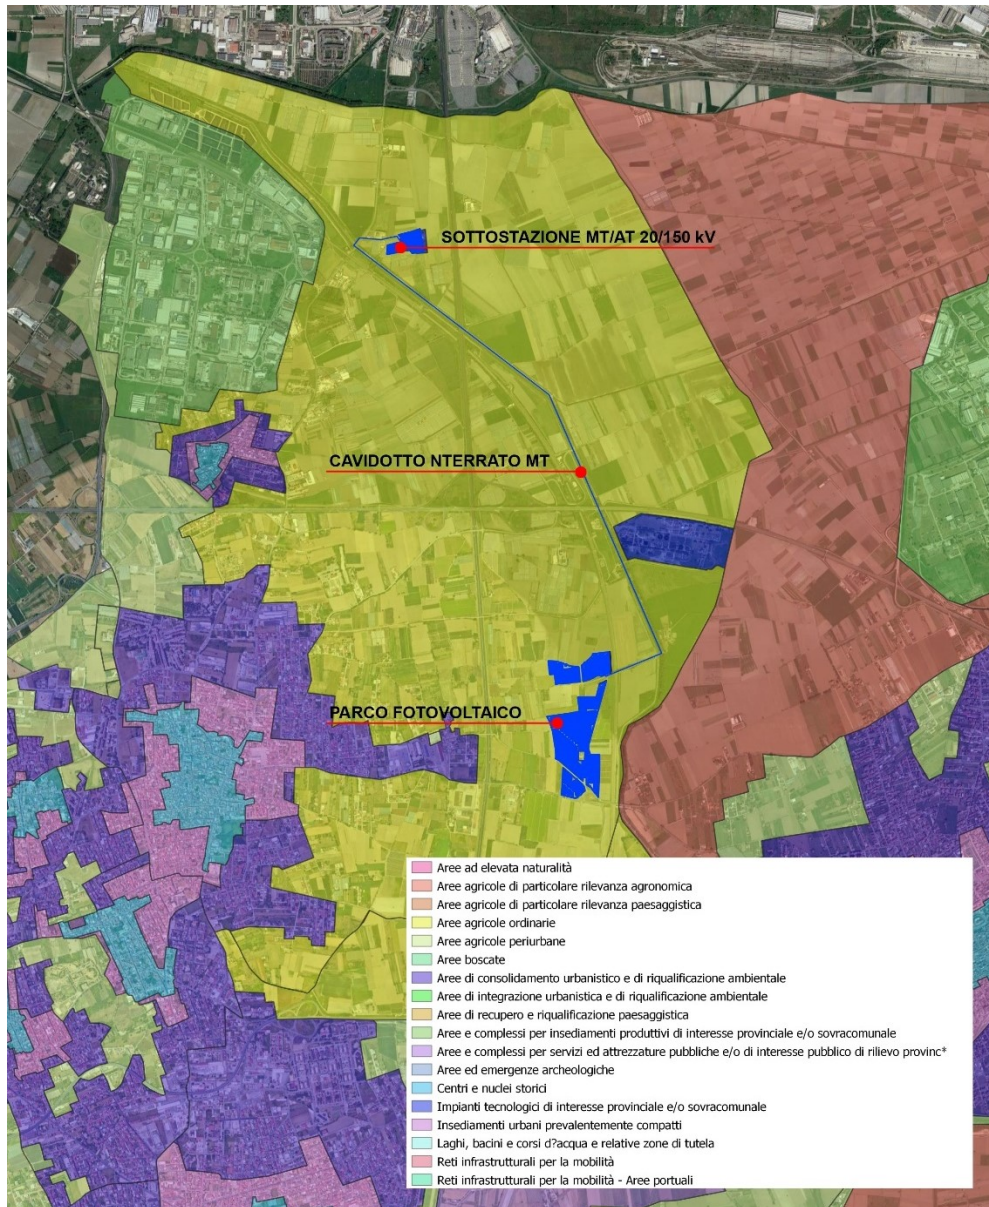 SOTTOSTAZIONE MT/AT 20/150 kV
CAVIDOTTO NTERRATO MT
PARCO FOTOVOLTAICO
Aree ad elevata naturalità
Aree agricole di particolare rilevanza agronomica
Aree agricole di particolare rilevanza paesaggistica
Aree agricole ordinarie
Aree agricole periurbane
Aree boscate
Aree di consolidamento urbanistico e di riqualificazione ambientale
Aree di integrazione urbanistica e di riqualificazione ambientale
Aree di recupero e riqualificazione paesaggistica
Aree e complessi per insediamenti produttivi di interesse provinciale e/o sovracomunale
Aree e complessi per servizi ed attrezzature pubbliche e/o di interesse pubblico di rilievo provinc*
Aree ed emergenze archeologiche
Centri e nuclei storici
Impianti tecnologici di interesse provinciale e/o sovracomunale
Insediamenti urbani prevalentemente compatti
Laghi, bacini e corsi d?acqua e relative zone di tutela
Reti infrastrutturali per la mobilità
Reti infrastrutturali per la mobilità - Aree portuali